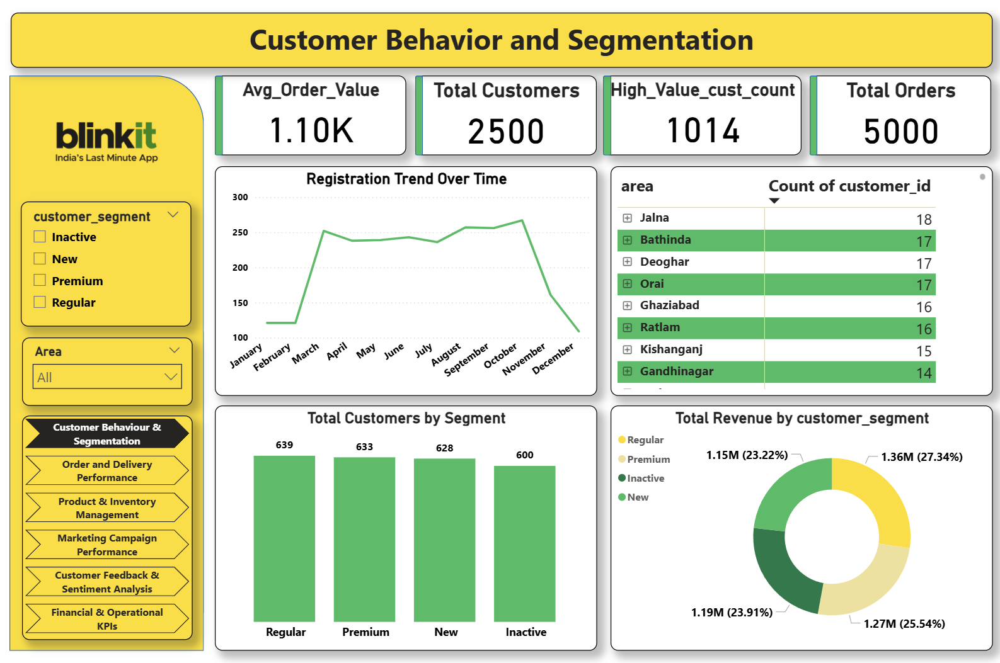 Customer Behavior and Segmentation
blinkit
India's Last Minute App
customer_segment
Inactive
New
Premium
Regular
Area
All
Customer Behaviour &
Segmentation
Order and Delivery
Performance
Product & Inventory
Management
Marketing Campaign
Performance
Customer Feedback &
Sentiment Analysis
Financial & Operational
KPIs
Avg_Order_Value
1.10K
Total Customers
2500
High_Value_cust_count
1014
Total Orders
5000
Registration Trend Over Time
300
250
200
150
100
January
February
March
April
May
June
July
August
September
October
November
December
area Count of customer_id
Jalna 18
Bathinda 17
Deoghar 17
Orai 17
Ghaziabad 16
Ratlam 16
Kishanganj 15
Gandhinagar 14
Total Customers by Segment
639 633 628 600
Regular Premium New Inactive
Total Revenue by customer_segment
Regular
Premium
Inactive
New
1.15M (23.22%)
1.36M (27.34%)
1.19M (23.91%)
1.27M (25.54%)